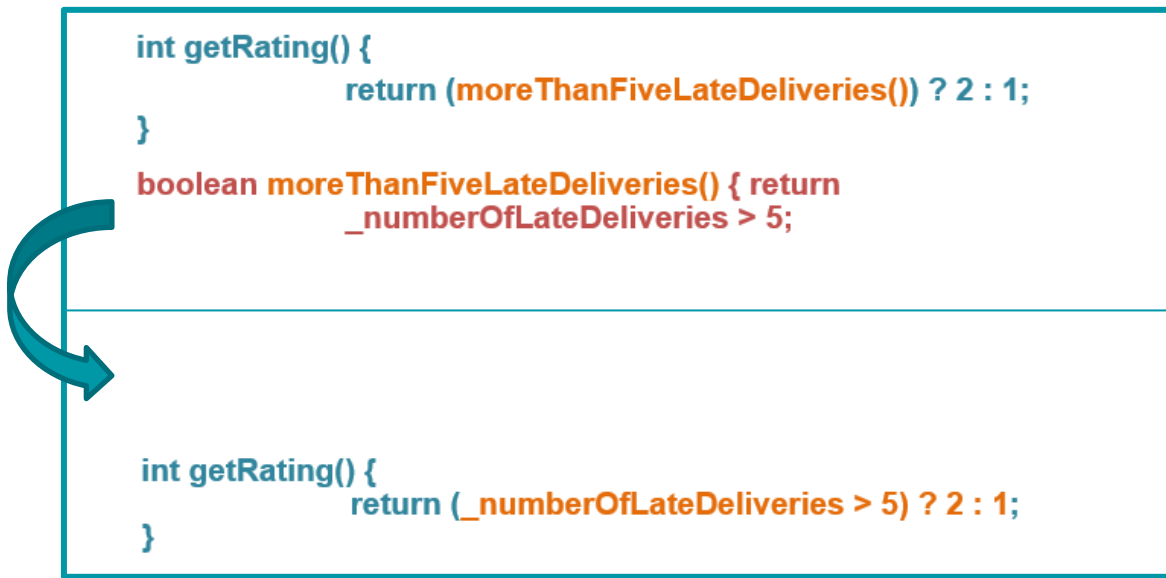 int getRating() {
return (moreThanFiveLateDeliveries()) ? 2 : 1;
}
boolean moreThanFiveLateDeliveries() { return
_numberOfLateDeliveries > 5;
int getRating() {
return (_numberOfLateDeliveries > 5) ? 2 : 1;
}